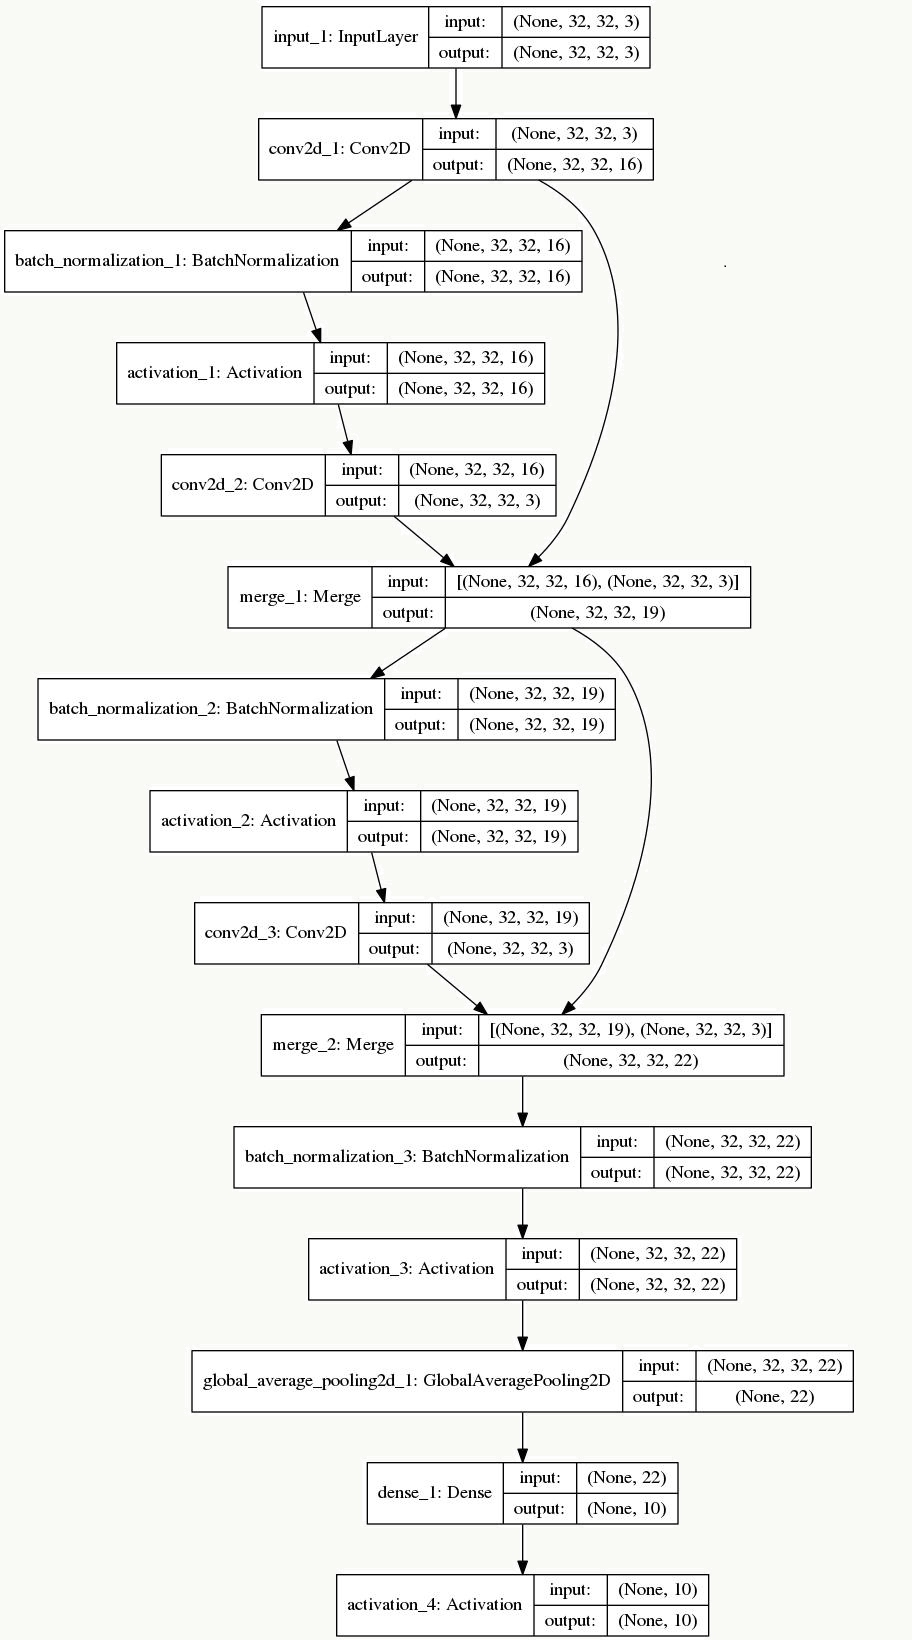 input_1: InputLayer
input: (None, 32, 32, 3)
output: (None, 32, 32, 3)
conv2d_1: Conv2D
input: (None, 32, 32, 3)
output: (None, 32, 32, 16)
batch_normalization_1: BatchNormalization
input: (None, 32, 32, 16)
output: (None, 32, 32, 16)
activation_1: Activation
input: (None, 32, 32, 16)
output: (None, 32, 32, 16)
conv2d_2: Conv2D
input: (None, 32, 32, 16)
output: (None, 32, 32, 3)
merge_1: Merge
input: [(None, 32, 32, 16), (None, 32, 32, 3)]
output: (None, 32, 32, 19)
batch_normalization_2: BatchNormalization
input: (None, 32, 32, 19)
output: (None, 32, 32, 19)
activation_2: Activation
input: (None, 32, 32, 19)
output: (None, 32, 32, 19)
conv2d_3: Conv2D
input: (None, 32, 32, 19)
output: (None, 32, 32, 3)
merge_2: Merge
input: [(None, 32, 32, 19), (None, 32, 32, 3)]
output: (None, 32, 32, 22)
batch_normalization_3: BatchNormalization
input: (None, 32, 32, 22)
output: (None, 32, 32, 22)
activation_3: Activation
input: (None, 32, 32, 22)
output: (None, 32, 32, 22)
global_average_pooling2d_1: GlobalAveragePooling2D
input: (None, 32, 32, 22)
output: (None, 22)
dense_1: Dense
input: (None, 22)
output: (None, 10)
activation_4: Activation
input: (None, 10)
output: (None, 10)